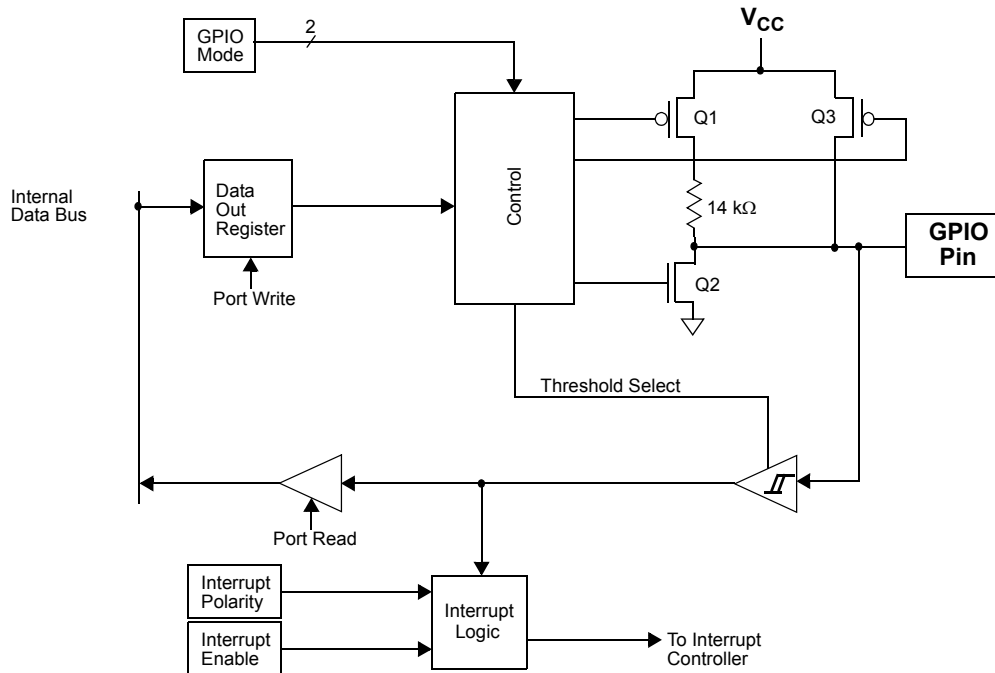 GPIO
Mode
2
VCC
Q1
Q3
Internal
Data Bus
Data
Out
Register
Control
14 kΩ
GPIO
Pin
Port Write
Q2
Threshold Select
Port Read
Interrupt
Polarity
Interrupt
Enable
Interrupt
Logic
To Interrupt
Controller